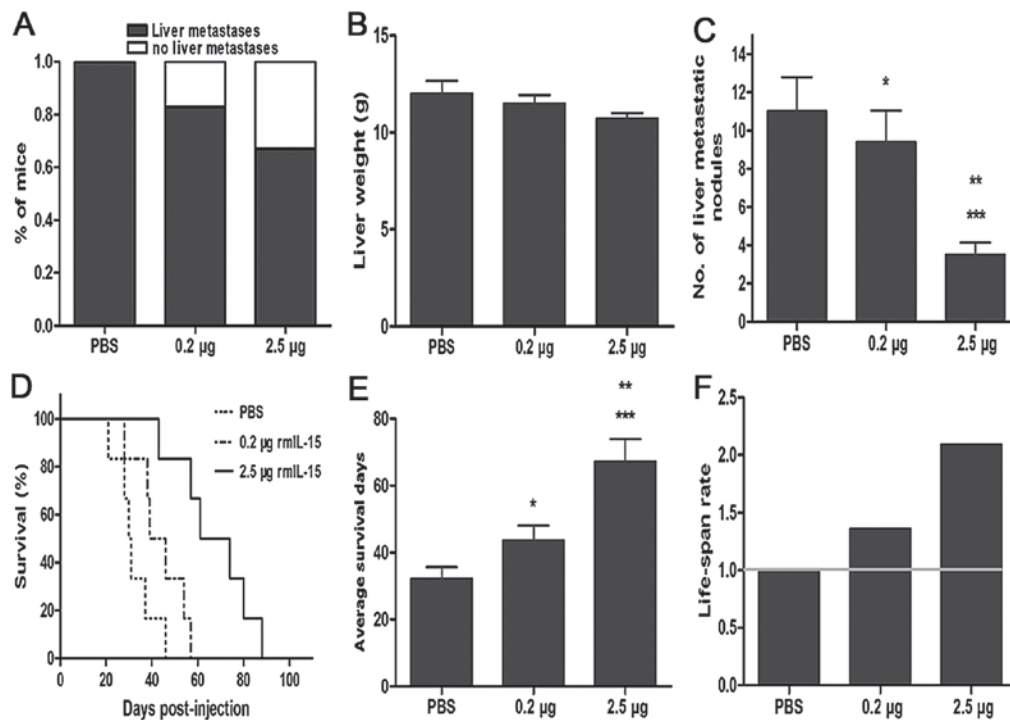 A
Liver metastases
no liver metastases
% of mice
1.0
0.8
0.6
0.4
0.2
0.0
PBS 0.2 µg 2.5 µg
B
Liver weight (g)
15
10
5
0
PBS 0.2 µg 2.5 µg
C
No. of liver metastatic
nodules
14
12
10
8
6
4
2
0
*
**
***
PBS 0.2 µg 2.5 µg
D
Survival (%)
100
80
60
40
20
0
PBS
0.2 µg rmIL-15
2.5 µg rmIL-15
0 20 40 60 80 100
Days post-injection
E
Average survival days
80
60
40
20
0
*
**
***
PBS 0.2 µg 2.5 µg
F
Life-span rate
2.5
2.0
1.5
1.0
0.5
0.0
PBS 0.2 µg 2.5 µg